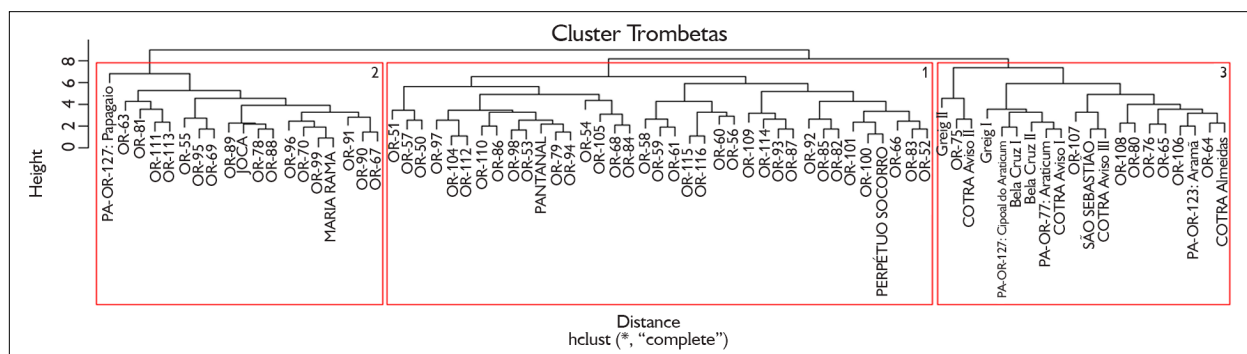 Cluster Trombetas
Height
8
6
4
2
0
2
PA-OR-127: Papagaio
OR-63
OR-81
OR-111
OR-113
OR-55
OR-95
OR-69
OR-89
JOCA
OR-78
OR-88
OR-96
OR-70
OR-99
MARIA RAMA
OR-91
OR-90
OR-67
1
OR-51
OR-57
OR-50
OR-97
OR-104
OR-112
OR-110
OR-86
OR-98
OR-53
PANTANAL
OR-79
OR-94
OR-54
OR-105
OR-68
OR-84
OR-58
OR-59
OR-61
OR-115
OR-116
OR-60
OR-56
OR-109
OR-114
OR-93
OR-87
OR-92
OR-85
OR-82
OR-101
OR-100
PERPÉTUO SOCORRO
OR-66
OR-83
OR-52
3
Greig II
OR-75
COTRA Aviso II
Greig I
PA-OR-127: Cipoal do Araticum
Bela Cruz I
Bela Cruz II
PA-OR-77: Araticum
COTRA Aviso I
OR-107
SÃO SEBASTIÃO
COTRA Aviso III
OR-108
OR-80
OR-76
OR-65
OR-106
PA-OR-123: Aramã
OR-64
COTRA Almeidas
Distance
hclust (*, “complete”)